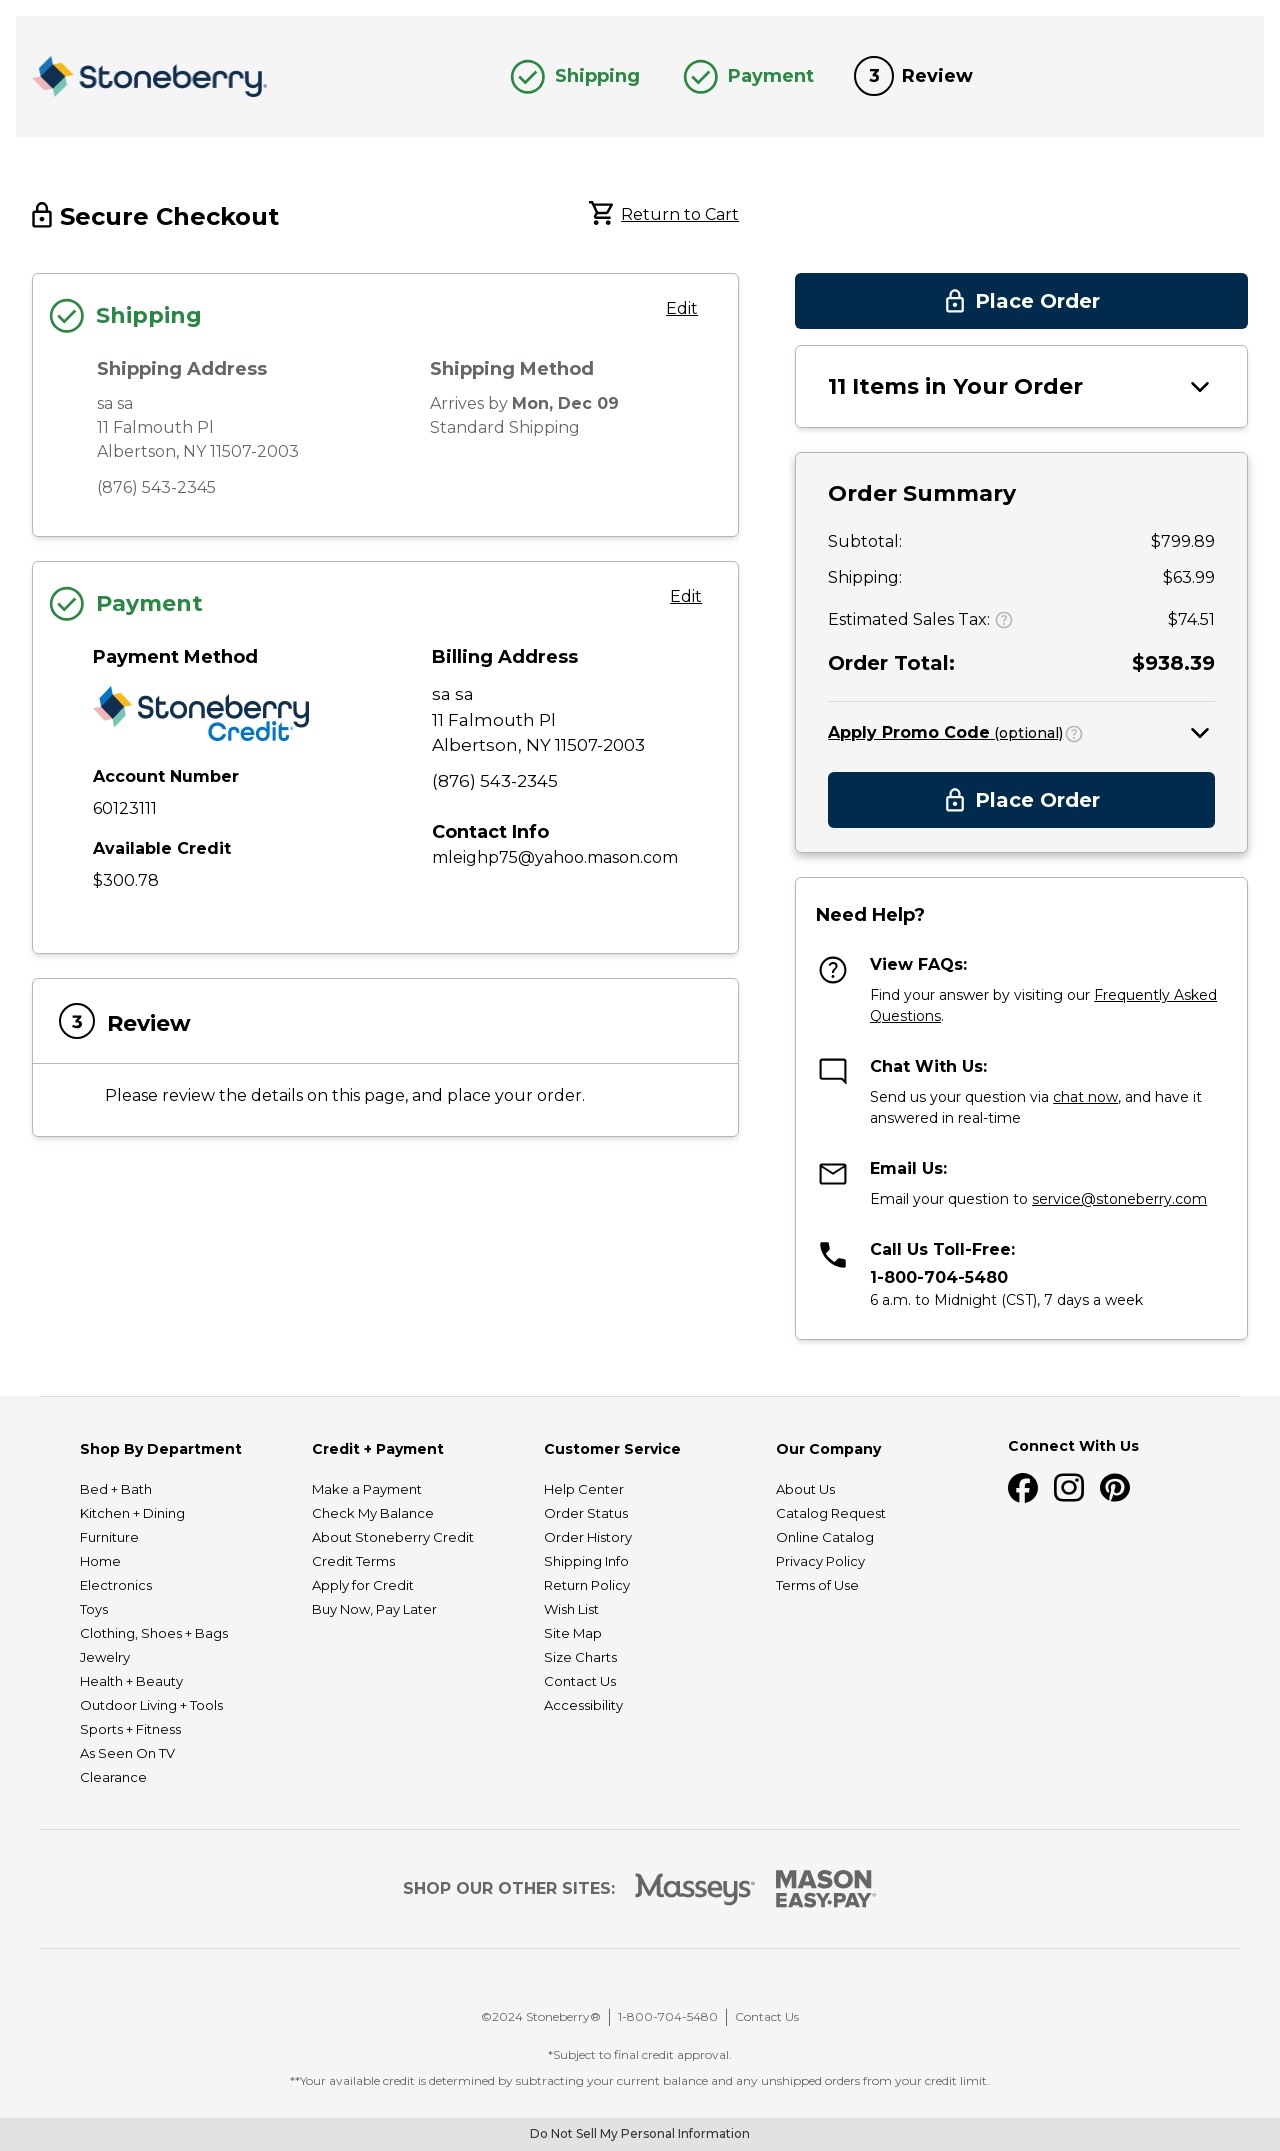 Stoneberry.
Shipping
Payment
3
Review
Secure Checkout
Return to Cart
Shipping
Edit
Shipping Address
sa sa
11 Falmouth Pl
Albertson, NY 11507-2003
(876) 543-2345
Shipping Method
Arrives by Mon, Dec 09
Standard Shipping
Payment
Edit
Payment Method
Stoneberry
Credit
Account Number
60123111
Available Credit
$300.78
Billing Address
sa sa
11 Falmouth Pl
Albertson, NY 11507-2003
(876) 543-2345
Contact Info
mleighp75@yahoo.mason.com
3 Review
Please review the details on this page, and place your order.
Place Order
11 Items in Your Order
Order Summary
Subtotal: $799.89
Shipping: $63.99
Estimated Sales Tax: ? $74.51
Order Total: $938.39
Apply Promo Code (optional) ?
Place Order
Need Help?
?
View FAQs:
Find your answer by visiting our Frequently Asked
Questions.
Chat With Us:
Send us your question via chat now, and have it
answered in real-time
Email Us:
Email your question to service@stoneberry.com
Call Us Toll-Free:
1-800-704-5480
6 a.m. to Midnight (CST), 7 days a week
Shop By Department
Bed + Bath
Kitchen + Dining
Furniture
Home
Electronics
Toys
Clothing, Shoes + Bags
Jewelry
Health + Beauty
Outdoor Living + Tools
Sports + Fitness
As Seen On TV
Clearance
Credit + Payment
Make a Payment
Check My Balance
About Stoneberry Credit
Credit Terms
Apply for Credit
Buy Now, Pay Later
Customer Service
Help Center
Order Status
Order History
Shipping Info
Return Policy
Wish List
Site Map
Size Charts
Contact Us
Accessibility
Our Company
About Us
Catalog Request
Online Catalog
Privacy Policy
Terms of Use
Connect With Us
SHOP OUR OTHER SITES:
Masseys®
MASON
EASY•PAY®
©2024 Stoneberry® | 1-800-704-5480 | Contact Us
*Subject to final credit approval.
**Your available credit is determined by subtracting your current balance and any unshipped orders from your credit limit.
Do Not Sell My Personal Information